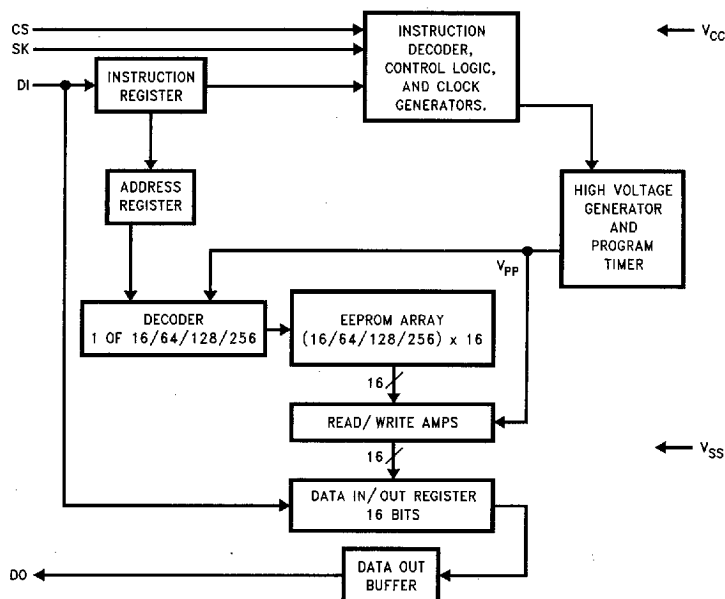 CS
SK
DI
INSTRUCTION
REGISTER
INSTRUCTION
DECODER,
CONTROL LOGIC,
AND CLOCK
GENERATORS.
V_CC
ADDRESS
REGISTER
HIGH VOLTAGE
GENERATOR
AND
PROGRAM
TIMER
V_PP
DECODER
1 OF 16/64/128/256
EEPROM ARRAY
(16/64/128/256) x 16
16
READ/WRITE AMPS
V_SS
16
DATA IN/OUT REGISTER
16 BITS
DO
DATA OUT
BUFFER